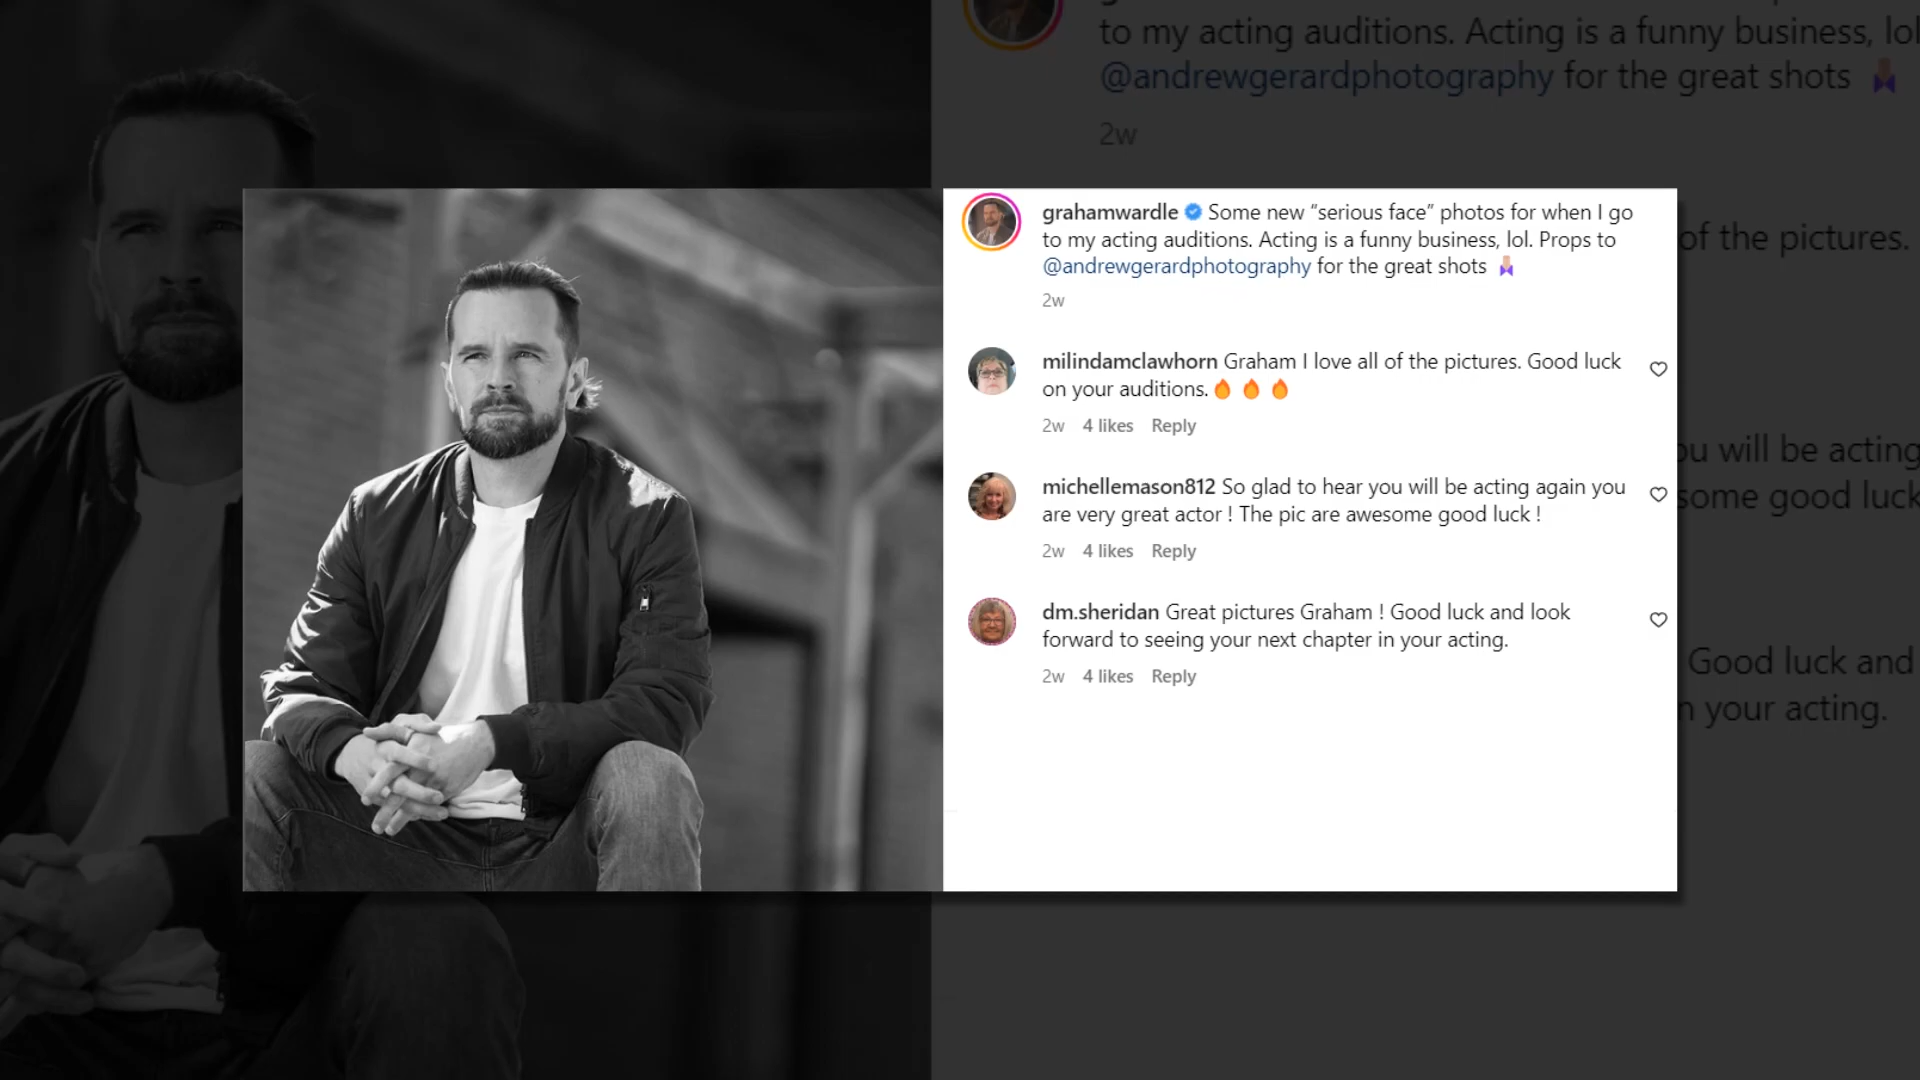 to my acting auditions. Acting is a funny business, lol
@andrewgerardphotography for the great shots
2w
grahamwardle Some new “serious face” photos for when I go
to my acting auditions. Acting is a funny business, lol. Props to
@andrewgerardphotography for the great shots
2w
of the pictures.
milindamclawhorn Graham I love all of the pictures. Good luck
on your auditions.🔥 🔥 🔥
2w 4 likes Reply
you will be acting
some good luck
michellemason812 So glad to hear you will be acting again you
are very great actor ! The pic are awesome good luck !
2w 4 likes Reply
dm.sheridan Great pictures Graham ! Good luck and look
forward to seeing your next chapter in your acting.
2w 4 likes Reply
Good luck and
n your acting.